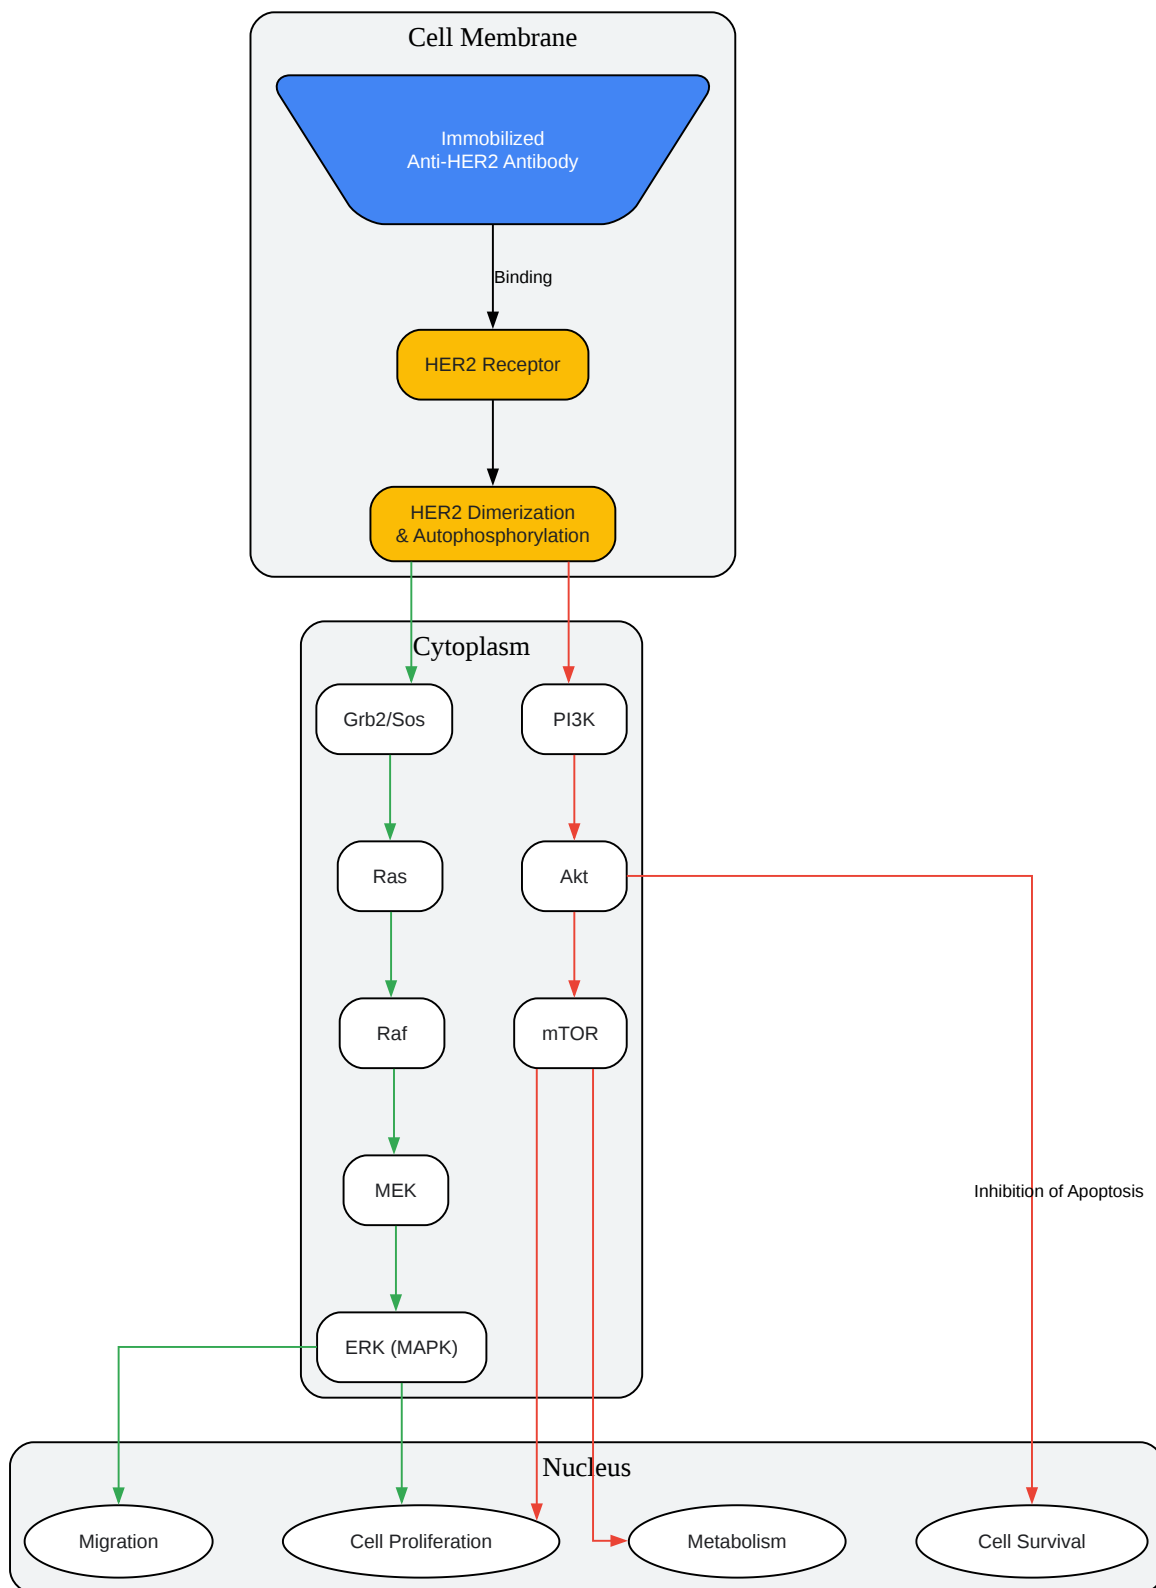 Cell Membrane
Immobilized
Anti-HER2 Antibody
Binding
HER2 Receptor
HER2 Dimerization
& Autophosphorylation
Cytoplasm
Grb2/Sos
PI3K
Ras
Akt
Raf
mTOR
MEK
Inhibition of Apoptosis
ERK (MAPK)
Nucleus
Migration
Cell Proliferation
Metabolism
Cell Survival